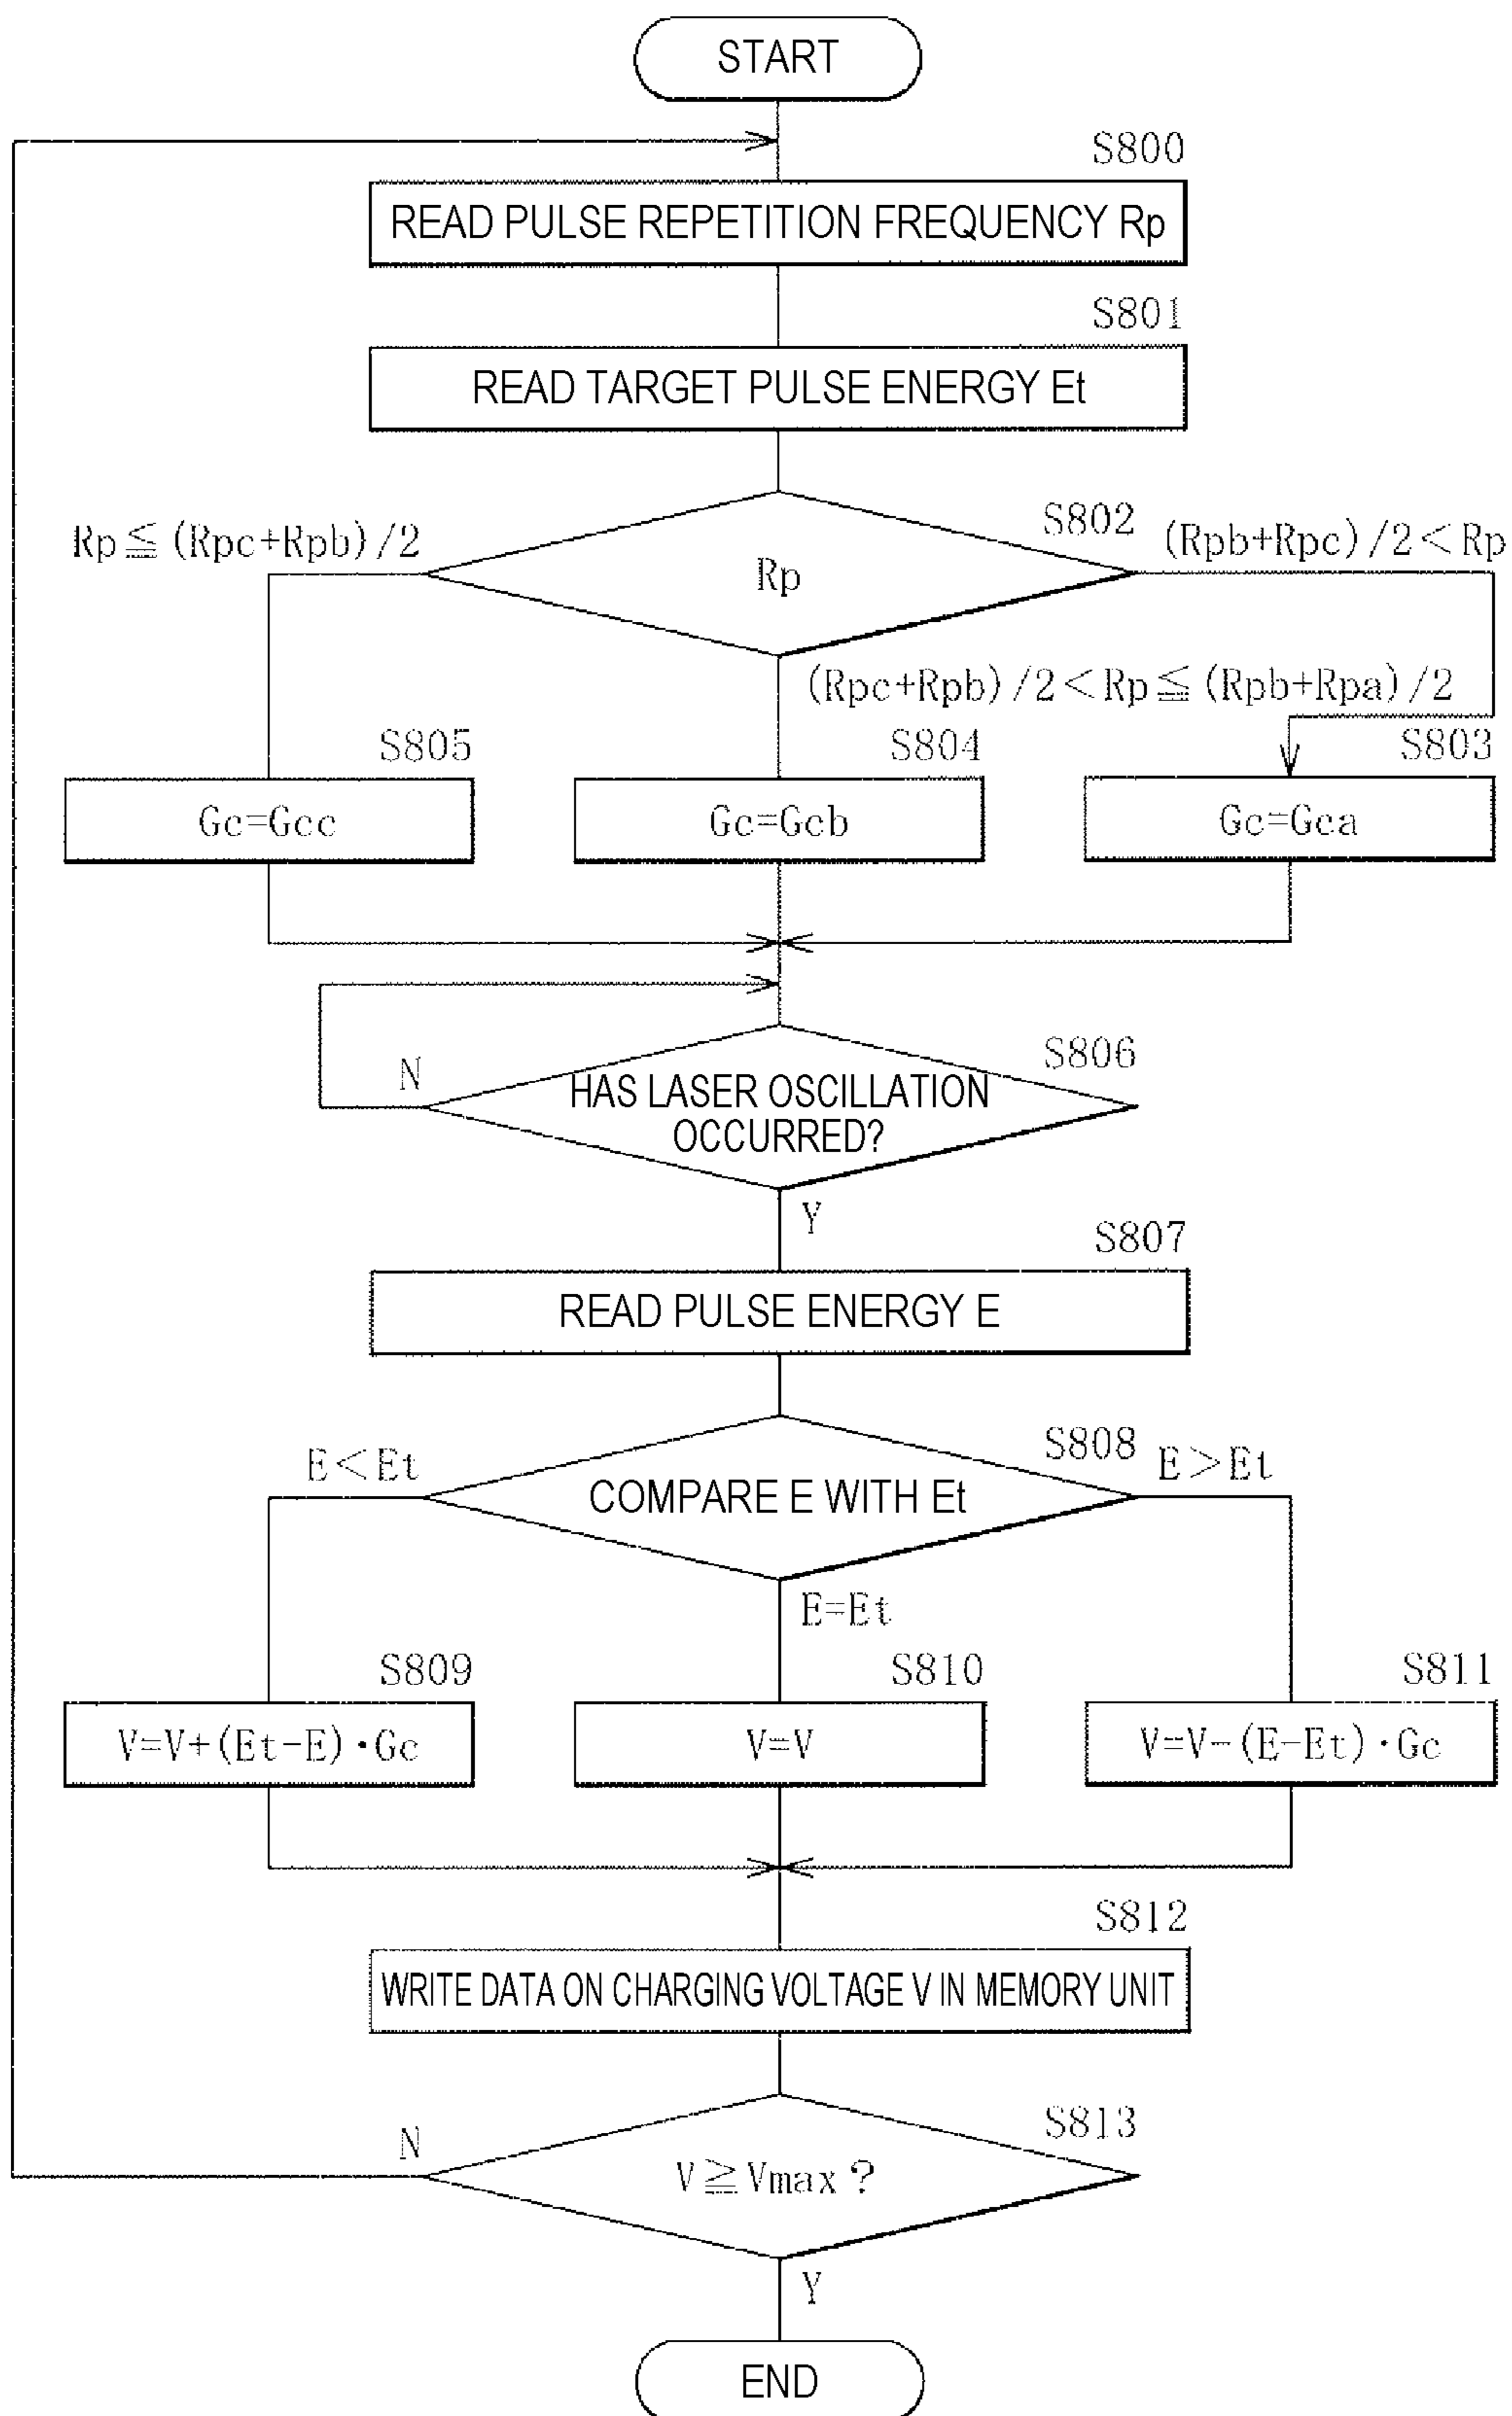 START
S800
READ PULSE REPETITION FREQUENCY Rp
S801
READ TARGET PULSE ENERGY Et
S802
Rp≦(Rpc+Rpb)/2
Rp
(Rpb+Rpc)/2<Rp
(Rpc+Rpb)/2<Rp≦(Rpb+Rpa)/2
S805
Gc=Gcc
S804
Gc=Gcb
S803
Gc=Gca
S806
N
HAS LASER OSCILLATION
OCCURRED?
Y
S807
READ PULSE ENERGY E
S808
E<Et
COMPARE E WITH Et
E>Et
E=Et
S809
V=V+(Et-E)·Gc
S810
V=V
S811
V=V-(E-Et)·Gc
S812
WRITE DATA ON CHARGING VOLTAGE V IN MEMORY UNIT
S813
N
V≧Vmax?
Y
END